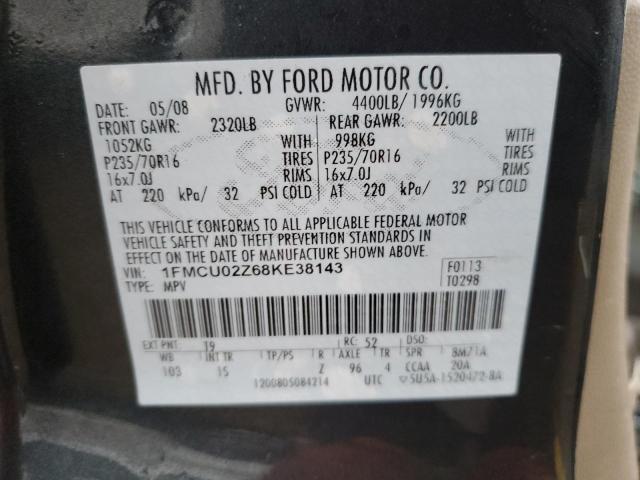 MFD. BY FORD MOTOR CO.
DATE: 05/08 GVWR: 4400LB/ 1996KG
FRONT GAWR: 2320LB REAR GAWR: 2200LB
1052KG WITH 998KG WITH
P235/70R16 TIRES P235/70R16 TIRES
16x7.0J RIMS 16x7.0J RIMS
AT 220 kPa/ 32 PSI COLD AT 220 kPa/ 32 PSI COLD
THIS VEHICLE CONFORMS TO ALL APPLICABLE FEDERAL MOTOR
VEHICLE SAFETY AND THEFT PREVENTION STANDARDS IN
EFFECT ON THE DATE OF MANUFACTURE SHOWN ABOVE.
VIN: 1FMCU02Z68KE38143 F0113
TYPE: MPV T0298
EXT PNT: T9 RC: 52 DSO:
WB INT TR TP/PS R AXLE TR SPR 8M71A
103 I5 Z 96 4 CCAA 20A
1200805084214 UTC 5U5A-1520472-BA